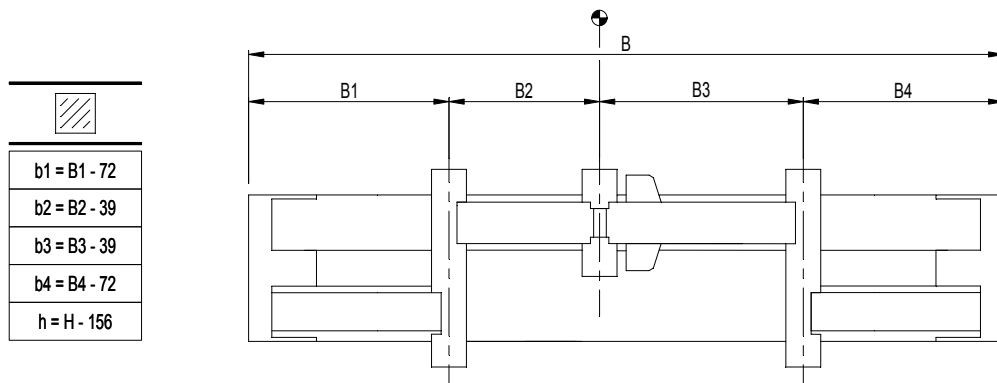 B
B1 B2 B3 B4
b1 = B1 - 72
b2 = B2 - 39
b3 = B3 - 39
b4 = B4 - 72
h = H - 156